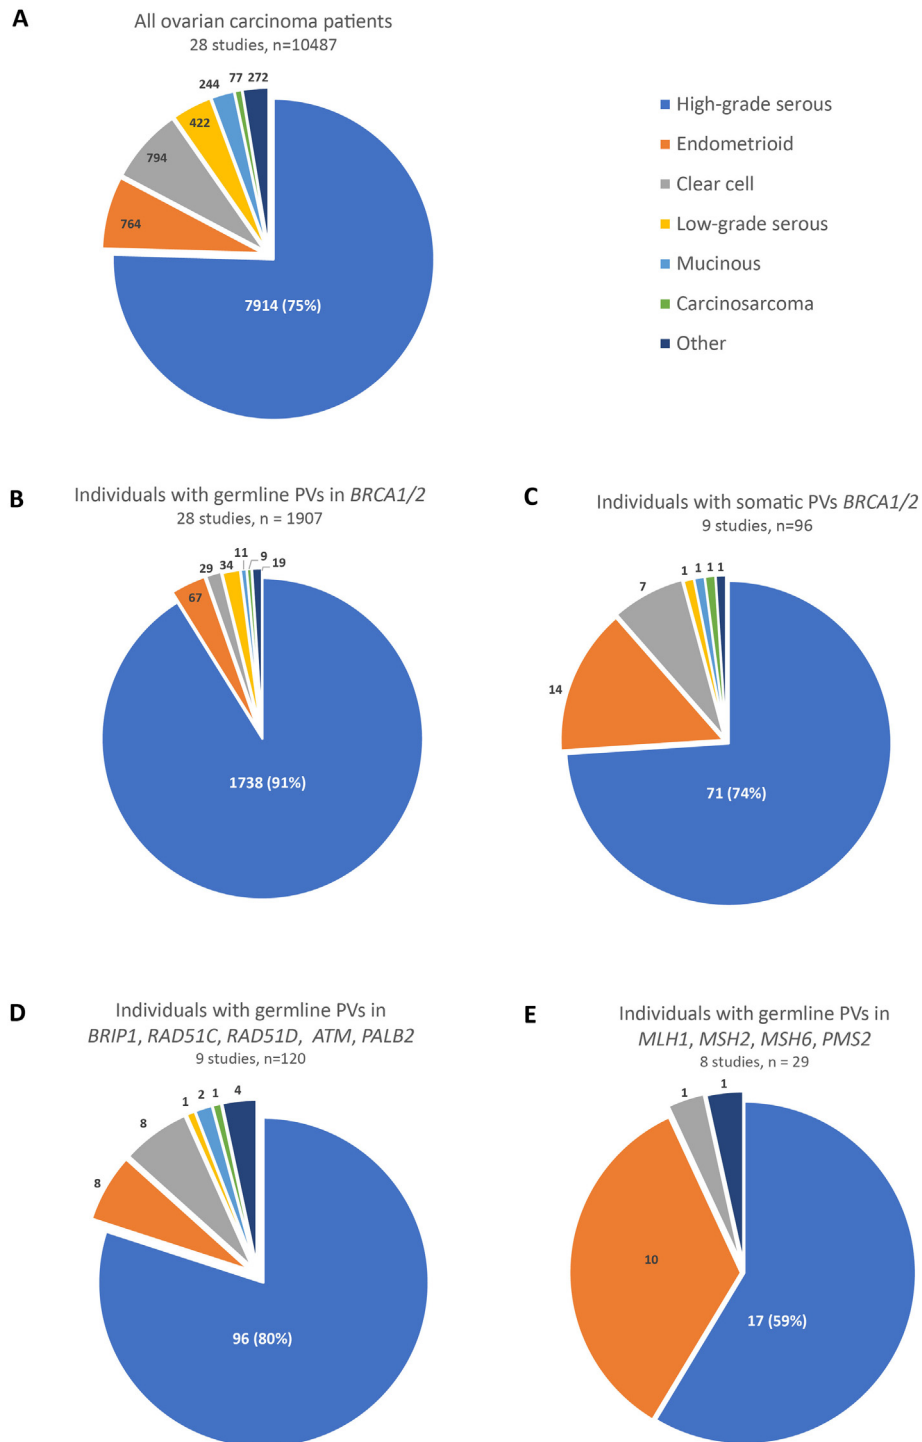 A
All ovarian carcinoma patients
28 studies, n=10487
244
77
272
422
794
764
7914 (75%)
High-grade serous
Endometrioid
Clear cell
Low-grade serous
Mucinous
Carcinosarcoma
Other
B
Individuals with germline PVs in BRCA1/2
28 studies, n = 1907
11
9
29
34
19
67
1738 (91%)
C
Individuals with somatic PVs BRCA1/2
9 studies, n=96
1
1
1
1
7
14
71 (74%)
D
Individuals with germline PVs in
BRIP1, RAD51C, RAD51D, ATM, PALB2
9 studies, n=120
1
2
1
4
8
8
96 (80%)
E
Individuals with germline PVs in
MLH1, MSH2, MSH6, PMS2
8 studies, n = 29
1
1
10
17 (59%)